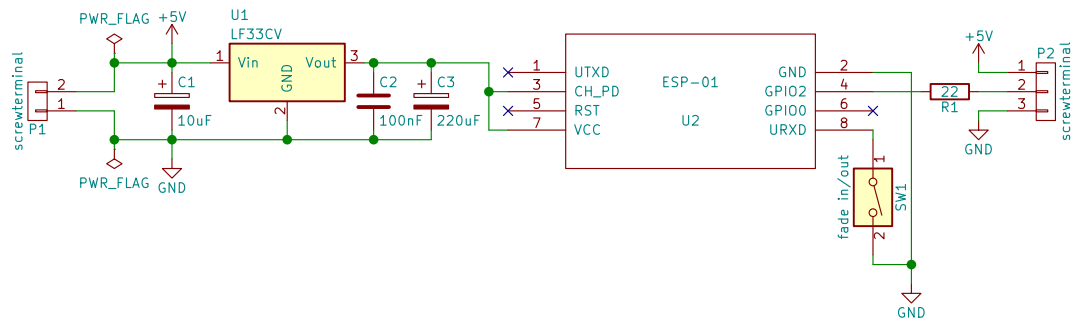 screwterminal
P1
2
1
PWR_FLAG
+5V
PWR_FLAG
GND
C1
10uF
U1
LF33CV
1
Vin
Vout
3
GND
2
C2
100nF
C3
220uF
ESP-01
U2
1 UTXD
3 CH_PD
5 RST
7 VCC
GND 2
GPIO2 4
GPIO0 6
URXD 8
fade in/out
SW1
1
2
GND
22
R1
+5V
GND
P2
1
2
3
screwterminal